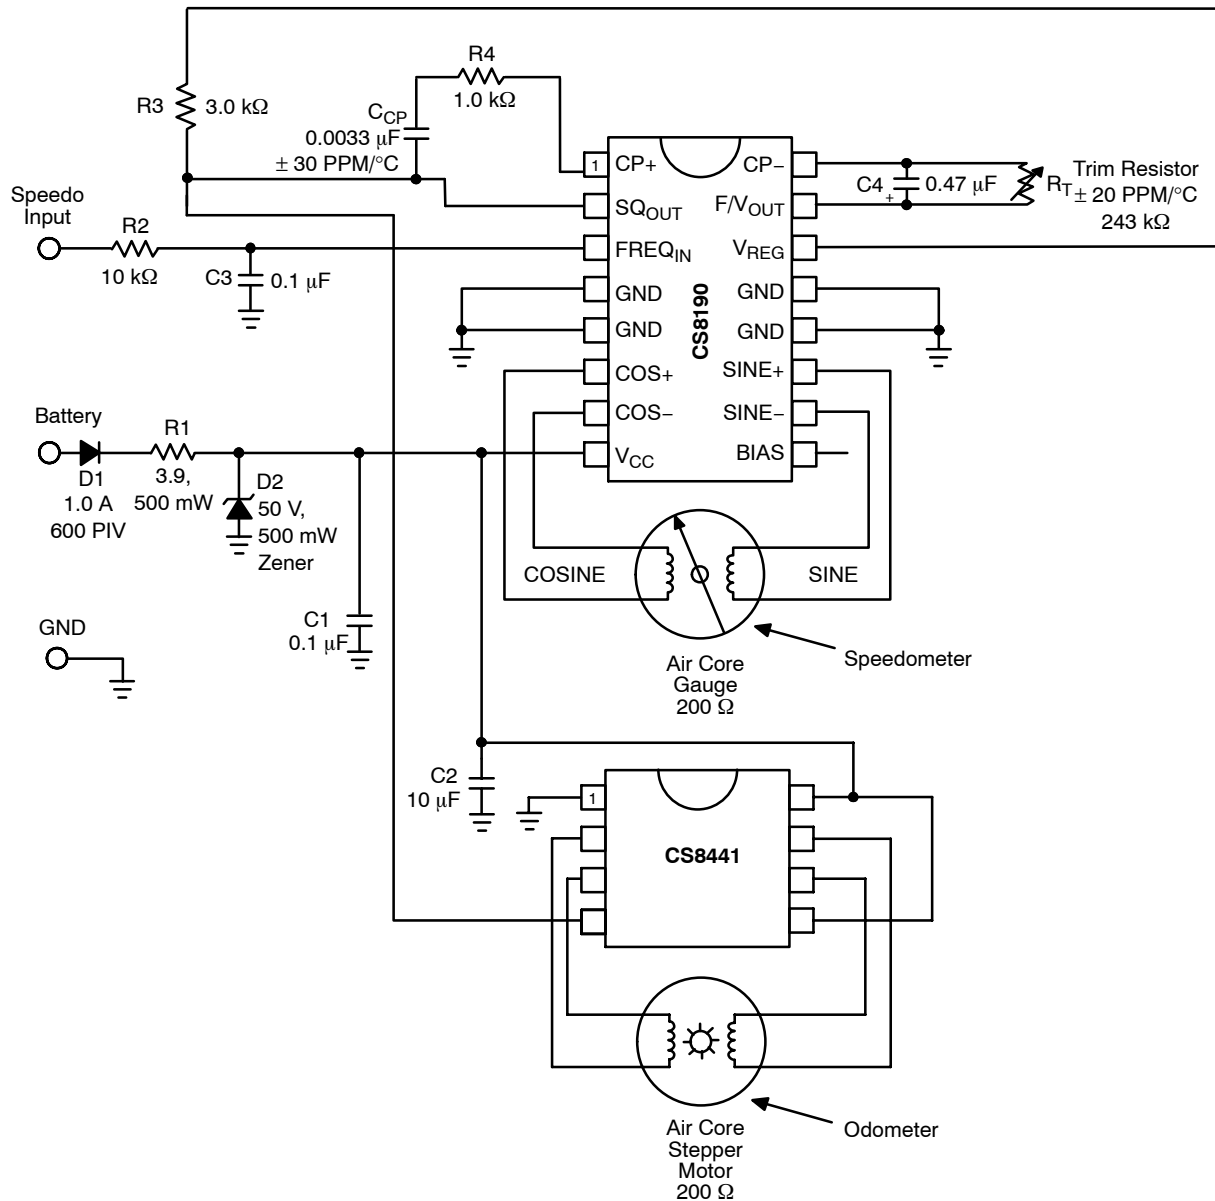 R4
1.0 kΩ
R3
3.0 kΩ
CCP
0.0033 µF
± 30 PPM/°C
Speedo
Input
R2
10 kΩ
C3
0.1 µF
1
CP+
SQOUT
FREQIN
GND
GND
COS+
COS−
VCC
CS8190
CP−
F/VOUT
VREG
GND
GND
SINE+
SINE−
BIAS
C4
+
0.47 µF
RT
Trim Resistor
± 20 PPM/°C
243 kΩ
Battery
D1
1.0 A
600 PIV
R1
3.9,
500 mW
D2
50 V,
500 mW
Zener
C1
0.1 µF
GND
COSINE
SINE
Speedometer
Air Core
Gauge
200 Ω
C2
10 µF
1
CS8441
Odometer
Air Core
Stepper
Motor
200 Ω